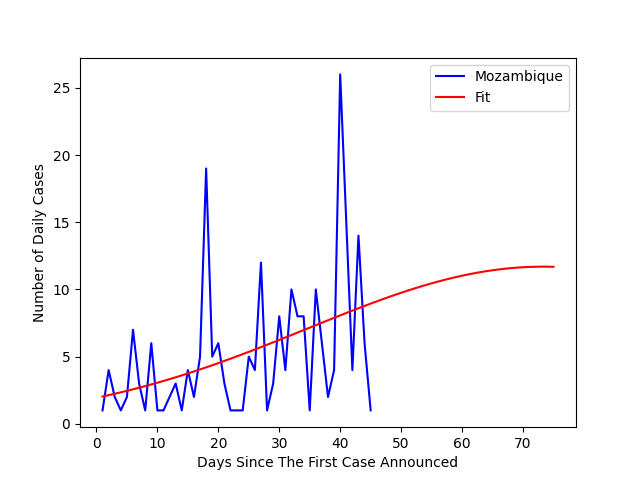 Mozambique
Fit
Number of Daily Cases
25
20
15
10
5
0
0 10 20 30 40 50 60 70
Days Since The First Case Announced